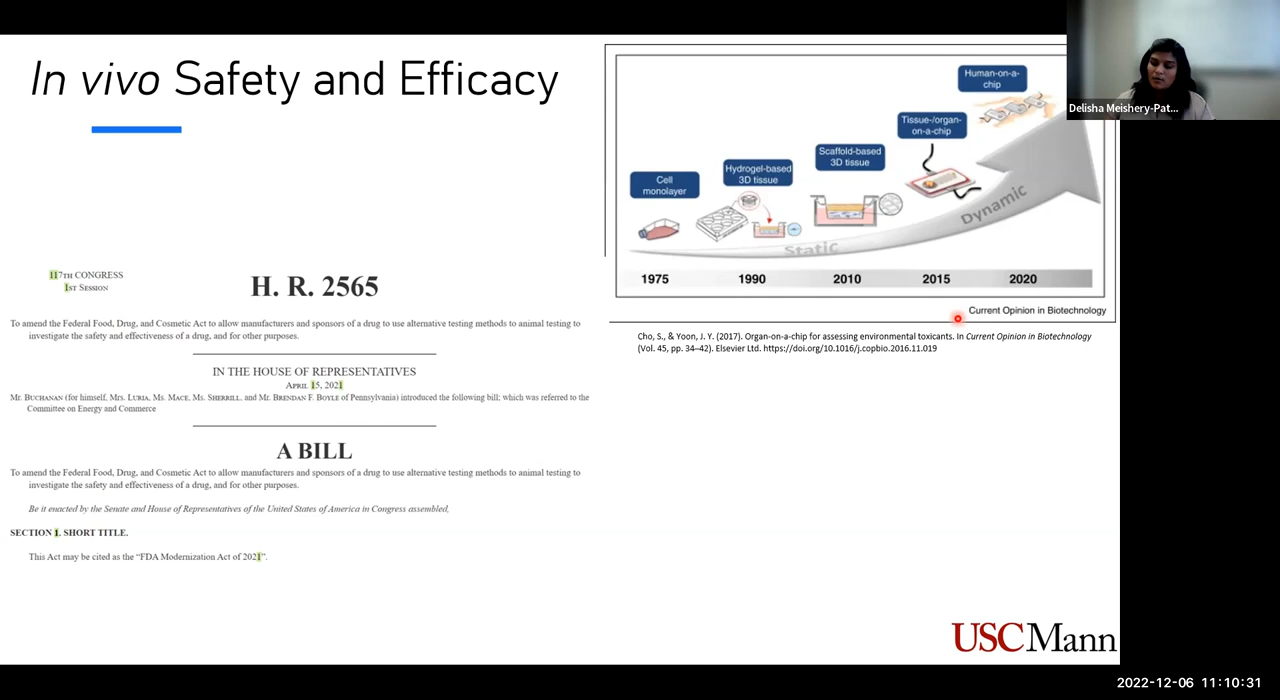 In vivo Safety and Efficacy
117TH CONGRESS
1ST SESSION
H. R. 2565
To amend the Federal Food, Drug, and Cosmetic Act to allow manufacturers and sponsors of a drug to use alternative testing methods to animal testing to
investigate the safety and effectiveness of a drug, and for other purposes.
IN THE HOUSE OF REPRESENTATIVES
APRIL 15, 2021
Mr. BUCHANAN (for himself, Mrs. LURIA, Ms. MACE, Ms. SHERRILL, and Mr. BRENDAN F. BOYLE of Pennsylvania) introduced the following bill; which was referred to the
Committee on Energy and Commerce
A BILL
To amend the Federal Food, Drug, and Cosmetic Act to allow manufacturers and sponsors of a drug to use alternative testing methods to animal testing to
investigate the safety and effectiveness of a drug, and for other purposes.
Be it enacted by the Senate and House of Representatives of the United States of America in Congress assembled,
SECTION 1. SHORT TITLE.
This Act may be cited as the “FDA Modernization Act of 2021”.
Cell
monolayer
Hydrogel-based
3D tissue
Scaffold-based
3D tissue
Tissue-/organ-
on-a-chip
Human-on-a-
chip
Static
Dynamic
1975 1990 2010 2015 2020
Current Opinion in Biotechnology
Cho, S., & Yoon, J. Y. (2017). Organ-on-a-chip for assessing environmental toxicants. In Current Opinion in Biotechnology
(Vol. 45, pp. 34–42). Elsevier Ltd. https://doi.org/10.1016/j.copbio.2016.11.019
Delisha Meishery-Pat...
USC Mann
2022-12-06 11:10:31